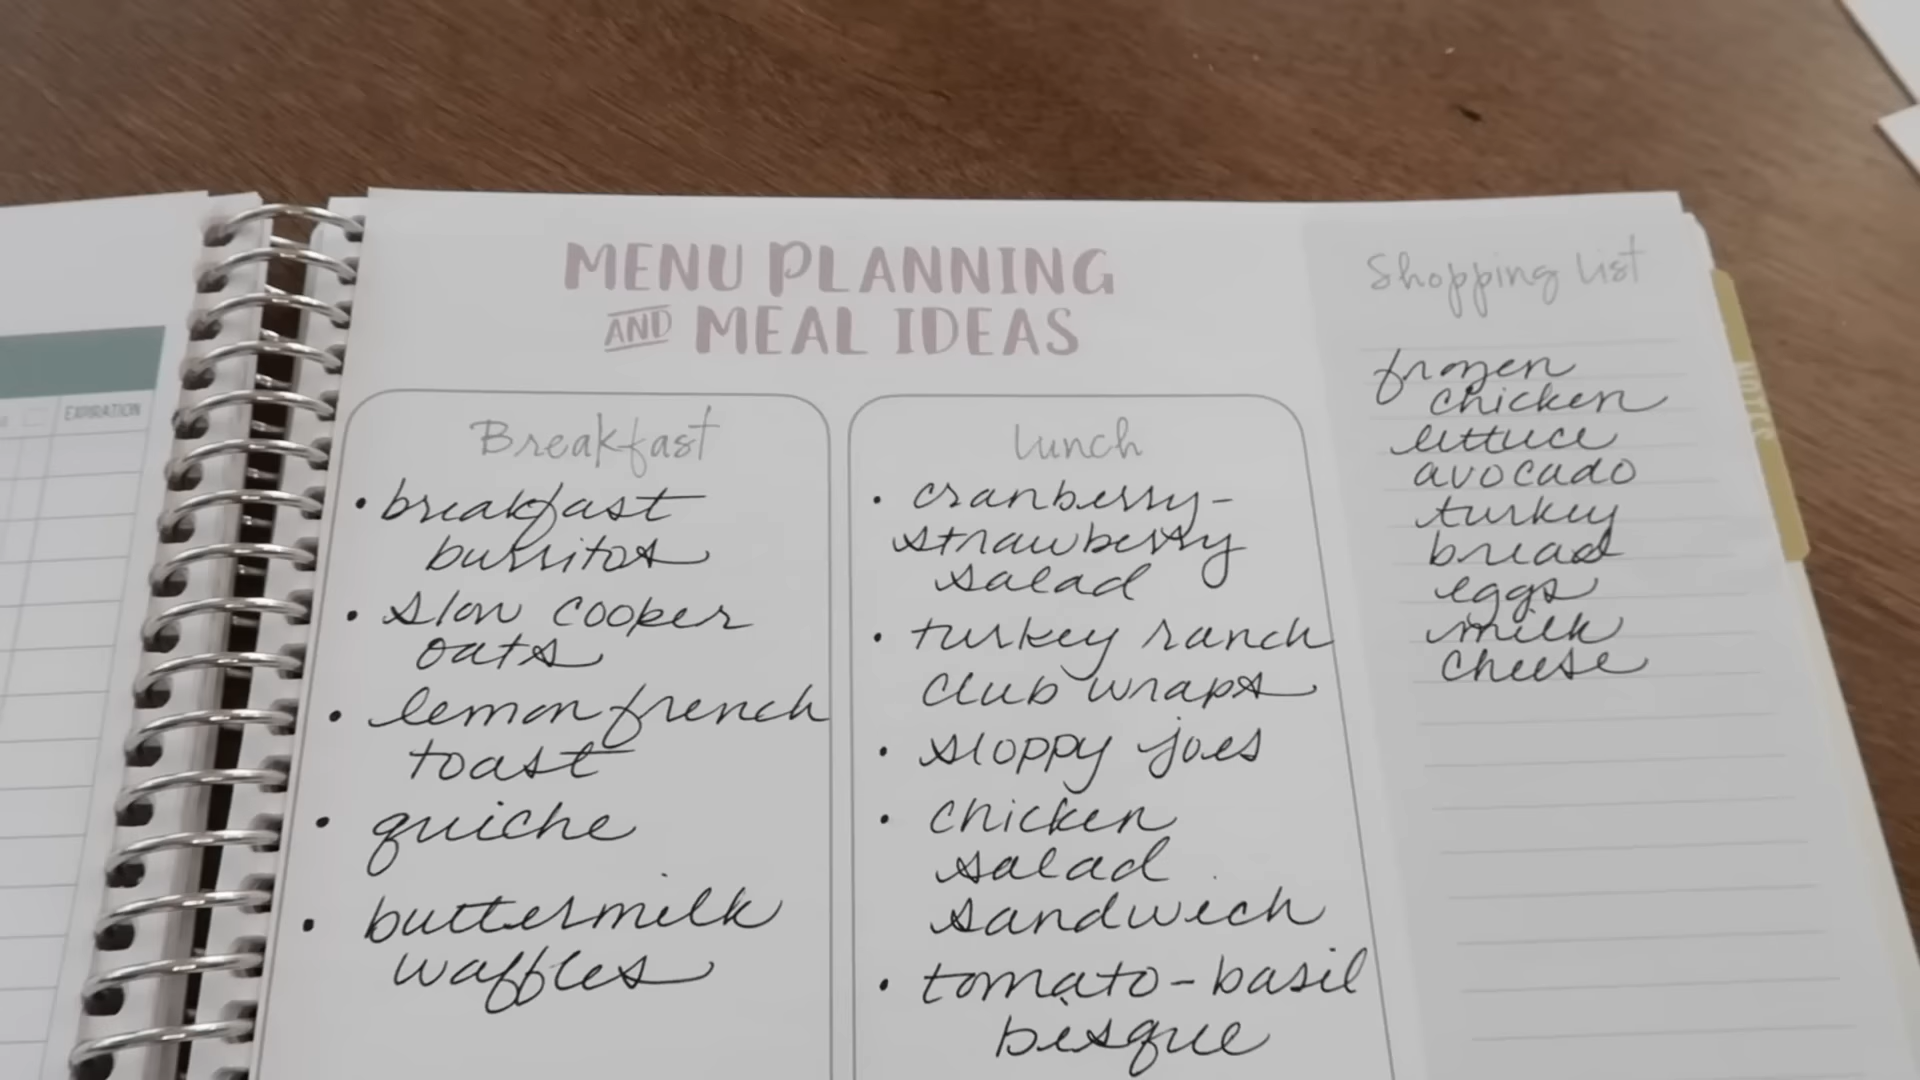 EXPIRATION
MENU PLANNING
AND MEAL IDEAS
Breakfast
• breakfast
burritos
• slow cooker
oats
• lemon french
toast
• quiche
• buttermilk
waffles
Lunch
• cranberry-
strawberry
salad
• turkey ranch
club wraps
• sloppy joes
• chicken
salad
sandwich
• tomato-basil
bisque
Shopping List
frozen
chicken
lettuce
avocado
turkey
bread
eggs
milk
cheese
NOTES